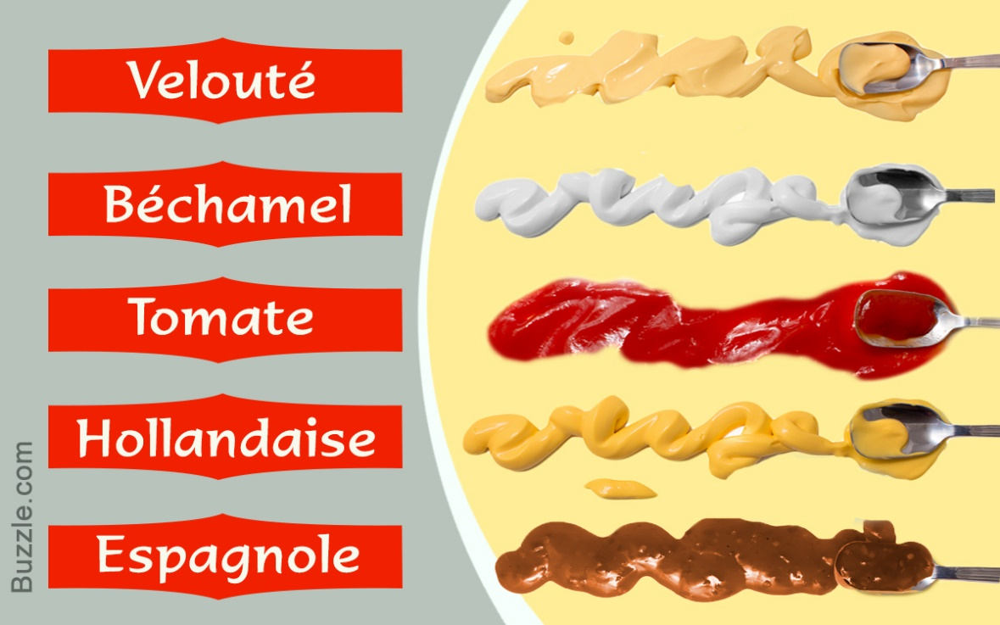 Velouté
Béchamel
Tomate
Hollandaise
Espagnole
Buzzle.com